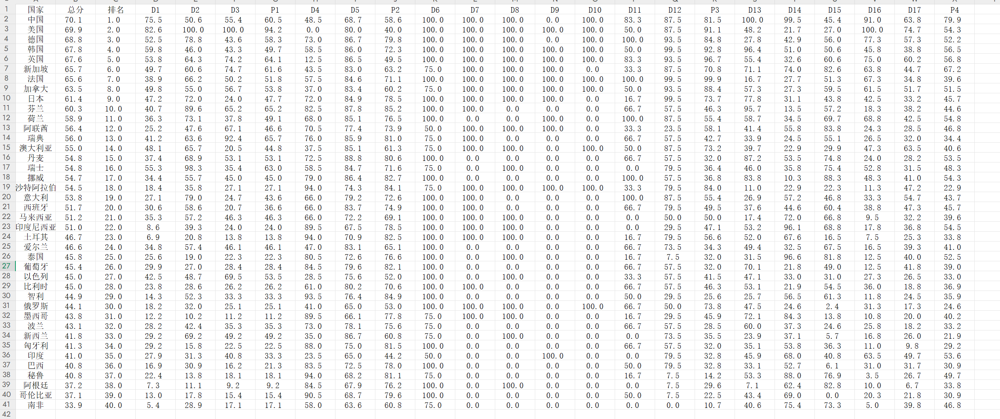 1 国家 总分 排名 D1 D2 D3 P1 D4 D5 P2 D6 D7 D8 D9 D10 D11 D12 P3 D13 D14 D15 D16 D17 P4
2 中国 70.1 1.0 75.5 50.6 55.4 60.5 48.5 68.7 58.6 100.0 100.0 100.0 0.0 100.0 83.3 87.5 81.5 100.0 99.5 45.4 91.0 63.8 79.9
3 美国 69.9 2.0 82.6 100.0 100.0 94.2 0.0 80.0 40.0 100.0 100.0 100.0 100.0 100.0 50.0 87.5 91.1 48.2 21.7 27.0 100.0 74.7 54.3
4 德国 68.8 3.0 52.5 78.8 43.6 58.3 73.0 86.7 79.8 100.0 100.0 100.0 0.0 100.0 100.0 93.5 84.8 27.8 42.9 56.0 77.3 57.3 52.2
5 韩国 67.8 4.0 59.8 46.0 43.3 49.7 58.5 86.0 72.3 100.0 100.0 100.0 100.0 100.0 50.0 99.5 92.8 96.4 51.0 50.6 45.8 38.8 56.5
6 英国 67.6 5.0 53.8 64.3 74.2 64.1 12.5 86.5 49.5 100.0 100.0 100.0 100.0 100.0 83.3 93.5 96.7 55.4 32.6 60.6 75.0 60.2 56.8
7 新加坡 65.7 6.0 49.7 60.6 74.7 61.6 43.5 83.0 63.2 75.0 100.0 100.0 100.0 0.0 33.3 87.5 70.8 71.1 74.0 82.6 63.8 44.7 67.2
8 法国 65.6 7.0 38.9 66.2 50.2 51.8 57.5 84.6 71.1 100.0 100.0 100.0 100.0 100.0 100.0 99.5 99.9 16.7 27.7 51.3 67.3 34.8 39.6
9 加拿大 63.5 8.0 49.8 55.0 56.7 53.8 37.0 83.4 60.2 75.0 100.0 100.0 100.0 100.0 50.0 93.5 88.4 57.3 27.3 59.5 61.5 51.7 51.5
10 日本 61.4 9.0 47.2 72.0 24.0 47.7 72.0 84.9 78.5 100.0 100.0 100.0 100.0 0.0 16.7 99.5 73.7 77.8 31.1 43.8 42.5 33.2 45.7
11 芬兰 60.3 10.0 40.7 89.6 65.2 65.2 82.5 87.8 85.2 100.0 100.0 0.0 0.0 0.0 66.7 57.5 46.3 95.7 13.5 57.2 18.3 38.2 44.6
12 荷兰 58.9 11.0 36.3 73.1 37.8 49.1 68.0 85.1 76.5 100.0 0.0 0.0 100.0 0.0 100.0 87.5 55.4 58.7 34.5 69.7 68.8 42.5 54.8
13 阿联酋 56.4 12.0 25.2 47.6 67.1 46.6 70.5 77.4 73.9 50.0 100.0 100.0 100.0 0.0 33.3 23.5 58.1 41.4 55.8 83.8 24.3 28.5 46.8
14 瑞典 56.0 13.0 41.2 63.6 92.4 65.7 76.0 85.9 81.0 75.0 100.0 0.0 0.0 0.0 66.7 57.5 42.7 33.9 24.5 55.1 26.5 32.0 34.4
15 澳大利亚 55.0 14.0 48.1 65.7 20.5 44.8 37.5 85.1 61.3 75.0 100.0 100.0 0.0 100.0 50.0 87.5 73.2 39.7 22.9 29.9 47.3 63.5 40.6
16 丹麦 54.8 15.0 37.4 68.9 53.1 53.1 72.5 88.8 80.6 100.0 0.0 0.0 0.0 0.0 66.7 57.5 32.0 87.2 53.5 74.8 24.0 28.2 53.5
17 瑞士 54.8 16.0 55.3 98.3 35.4 63.0 58.5 84.7 71.6 75.0 0.0 100.0 0.0 0.0 0.0 79.5 36.4 46.0 35.8 75.4 52.8 31.5 48.3
18 挪威 54.7 17.0 34.4 55.7 45.0 45.0 79.0 86.4 82.7 100.0 0.0 0.0 0.0 0.0 100.0 57.5 36.8 83.8 10.3 88.3 48.3 41.0 54.3
19 沙特阿拉伯 54.5 18.0 18.4 35.8 27.1 27.1 94.0 74.3 84.1 75.0 100.0 100.0 100.0 100.0 33.3 79.5 84.0 11.0 22.9 22.3 11.3 47.2 22.9
20 意大利 53.8 19.0 27.1 79.0 24.7 43.6 66.0 79.2 72.6 100.0 100.0 0.0 0.0 0.0 100.0 87.5 55.4 26.9 57.2 46.8 33.3 54.7 43.7
21 西班牙 51.7 20.0 30.6 58.6 20.7 36.6 66.0 83.7 74.9 100.0 100.0 0.0 0.0 0.0 66.7 79.5 49.5 37.6 44.6 60.4 38.8 47.3 45.7
22 马来西亚 51.2 21.0 35.3 57.2 46.3 46.3 66.0 72.2 69.1 100.0 100.0 100.0 0.0 0.0 0.0 50.0 50.0 17.4 72.0 66.8 9.5 32.2 39.6
23 印度尼西亚 51.0 22.0 8.6 39.3 24.0 24.0 89.5 67.5 78.5 100.0 100.0 100.0 0.0 0.0 0.0 29.5 47.1 53.2 96.1 68.8 17.8 36.8 54.5
24 土耳其 46.7 23.0 6.9 20.8 13.8 13.8 94.0 70.9 82.5 100.0 100.0 100.0 0.0 0.0 16.7 79.5 56.6 52.0 67.6 16.5 7.5 25.3 33.8
25 爱尔兰 46.6 24.0 34.8 57.4 46.1 46.1 47.0 83.1 65.1 100.0 0.0 0.0 0.0 0.0 66.7 73.5 34.3 49.4 32.5 67.5 16.5 39.3 41.0
26 泰国 45.8 25.0 25.6 19.0 22.3 22.3 80.5 72.6 76.6 100.0 0.0 100.0 0.0 0.0 16.7 7.5 32.0 31.5 96.6 81.8 12.5 40.0 52.5
27 葡萄牙 45.4 26.0 29.9 27.0 28.4 28.4 84.5 79.6 82.1 100.0 0.0 0.0 0.0 0.0 66.7 57.5 32.0 70.1 21.8 49.0 12.5 41.8 39.0
28 以色列 45.0 27.0 42.5 48.7 69.5 53.5 28.5 75.6 52.0 100.0 0.0 100.0 0.0 0.0 33.3 57.5 41.5 47.1 33.0 31.0 27.3 26.5 33.0
29 比利时 45.0 28.0 23.8 28.6 26.2 26.2 61.0 80.2 70.6 100.0 100.0 0.0 0.0 0.0 66.7 57.5 46.3 53.1 21.9 54.5 36.0 18.8 36.9
30 智利 44.9 29.0 14.3 52.3 33.3 33.3 93.5 76.4 84.9 100.0 0.0 0.0 0.0 0.0 50.0 29.5 25.6 25.7 56.5 61.3 11.8 24.5 35.9
31 俄罗斯 44.1 30.0 18.2 32.0 25.1 25.1 41.0 65.0 53.0 100.0 100.0 100.0 0.0 100.0 66.7 50.0 73.8 47.5 24.6 2.4 31.3 17.3 24.6
32 墨西哥 43.8 31.0 12.2 10.2 11.2 11.2 89.5 66.1 77.8 75.0 100.0 100.0 0.0 0.0 16.7 29.5 45.9 72.1 84.3 13.8 10.8 20.0 40.2
33 波兰 43.1 32.0 28.2 42.4 35.3 35.3 73.0 78.1 75.6 75.0 0.0 0.0 0.0 0.0 66.7 57.5 28.5 60.0 37.3 24.6 25.8 18.2 33.2
34 新西兰 41.8 33.0 29.2 69.2 49.2 49.2 35.0 86.7 60.8 75.0 0.0 100.0 0.0 0.0 0.0 73.5 35.5 23.9 37.1 5.7 16.8 26.0 21.9
35 匈牙利 41.3 34.0 29.2 15.8 22.5 22.5 88.0 75.0 81.5 100.0 0.0 0.0 0.0 0.0 66.7 57.5 32.0 35.1 53.8 36.3 11.0 9.8 29.2
36 印度 41.0 35.0 27.9 31.3 40.8 33.3 23.5 65.0 44.2 50.0 0.0 0.0 100.0 0.0 0.0 79.5 32.8 45.9 68.0 40.8 63.5 49.7 53.6
37 巴西 40.8 36.0 16.9 30.9 16.2 21.3 83.5 72.5 78.0 100.0 0.0 0.0 0.0 0.0 50.0 79.5 32.8 33.1 52.7 6.1 31.0 31.7 30.9
38 秘鲁 40.8 37.0 22.4 13.8 18.1 18.1 94.0 68.2 81.1 75.0 0.0 0.0 0.0 0.0 16.7 7.5 14.2 53.3 88.0 76.9 3.5 26.7 49.7
39 阿根廷 37.2 38.0 7.3 11.1 9.2 9.2 84.5 67.9 76.2 100.0 0.0 100.0 0.0 0.0 0.0 7.5 29.6 7.1 62.4 82.8 10.0 6.7 33.8
40 哥伦比亚 37.1 39.0 13.0 17.8 15.4 15.4 90.5 68.7 79.6 100.0 0.0 0.0 0.0 0.0 50.0 7.5 22.5 43.4 69.0 0.0 20.3 21.8 30.9
41 南非 33.9 40.0 5.4 28.9 17.1 17.1 58.0 63.6 60.8 75.0 0.0 0.0 0.0 0.0 0.0 0.0 10.7 40.6 75.4 73.3 5.0 39.8 46.8
42